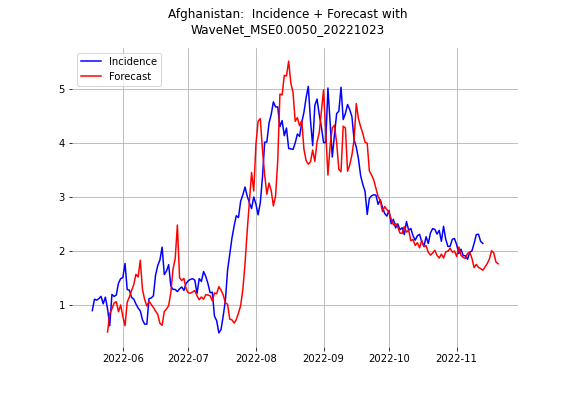 Afghanistan:  Incidence + Forecast with
WaveNet_MSE0.0050_20221023
Incidence
Forecast
5
4
3
2
1
2022-06
2022-07
2022-08
2022-09
2022-10
2022-11